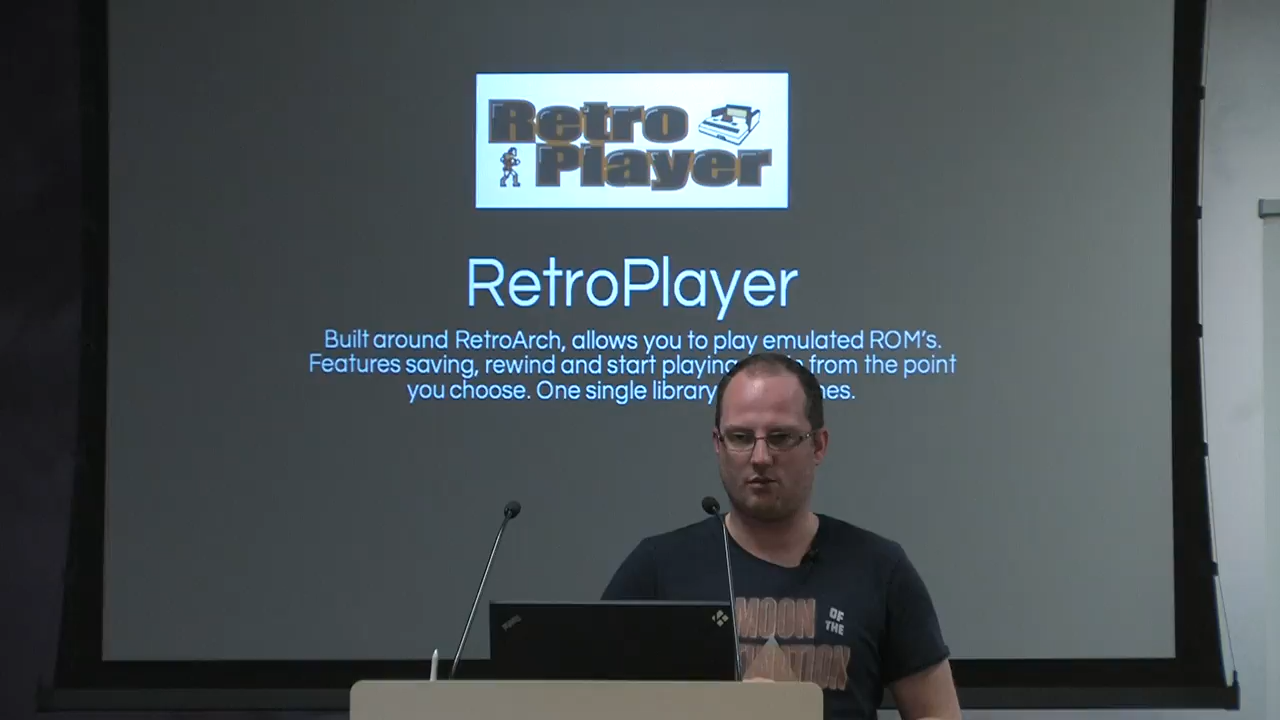 Retro
Player
RetroPlayer
Built around RetroArch, allows you to play emulated ROM's.
Features saving, rewind and start playing from the point
you choose. One single library
MOON
OF
THE